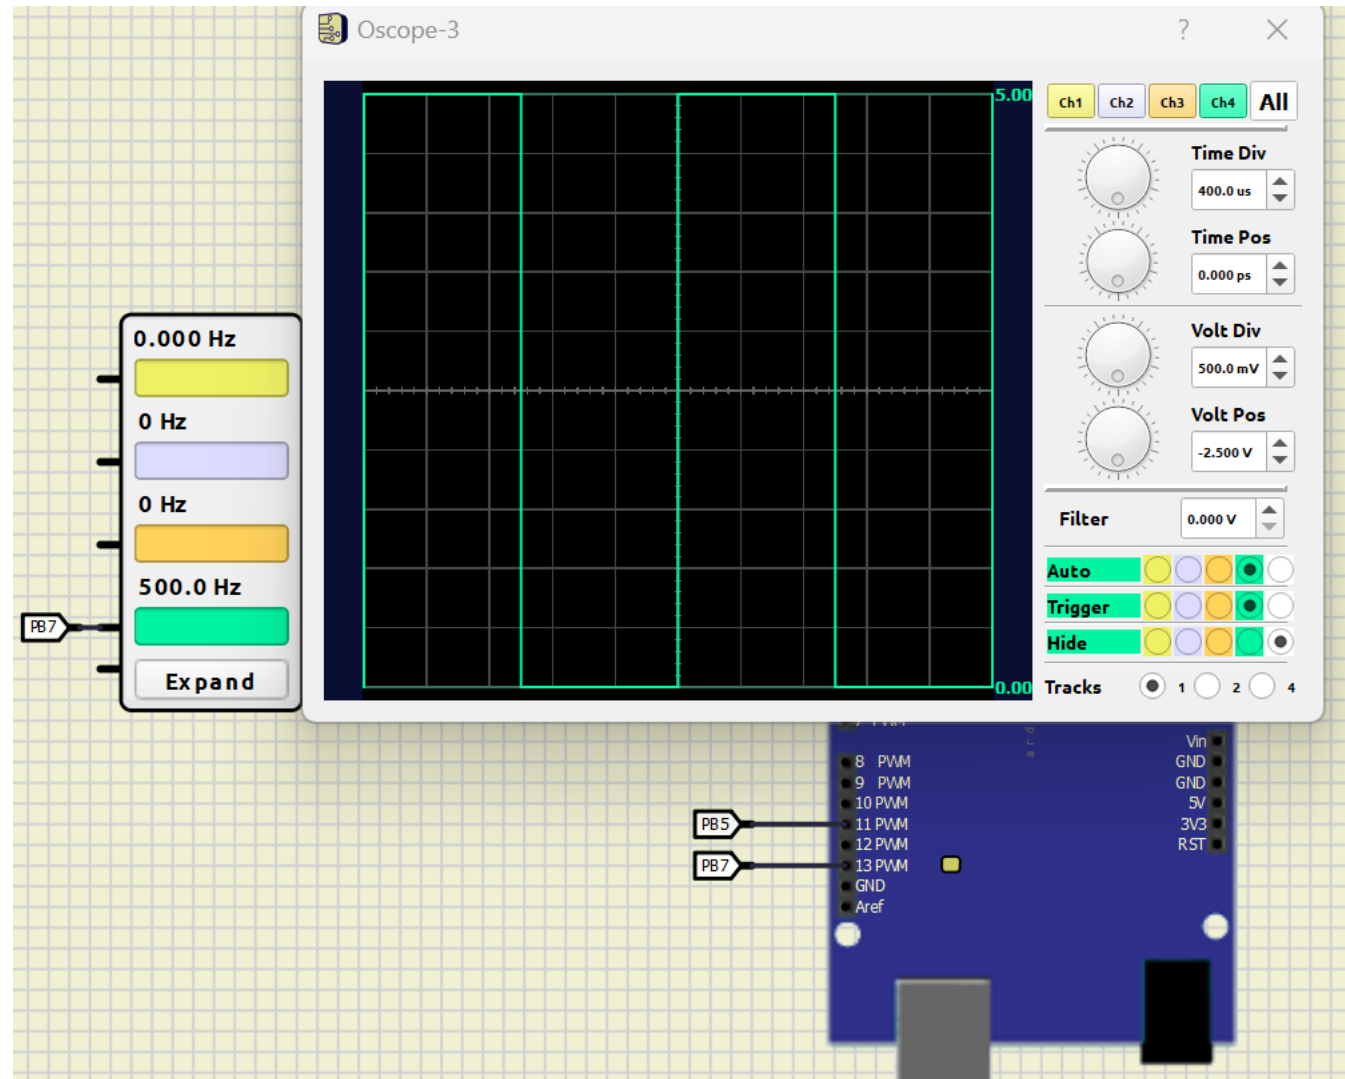 Oscope-3
?
5.00
0.00
Ch1 Ch2 Ch3 Ch4 All
Time Div
400.0 us
Time Pos
0.000 ps
Volt Div
500.0 mV
Volt Pos
-2.500 V
Filter 0.000 V
Auto
Trigger
Hide
Tracks 1 2 4
0.000 Hz
0 Hz
0 Hz
500.0 Hz
PB7
Expand
8 PWM
9 PWM
10 PWM
PB5
11 PWM
12 PWM
PB7
13 PWM
GND
Aref
Vin
GND
GND
5V
3V3
RST